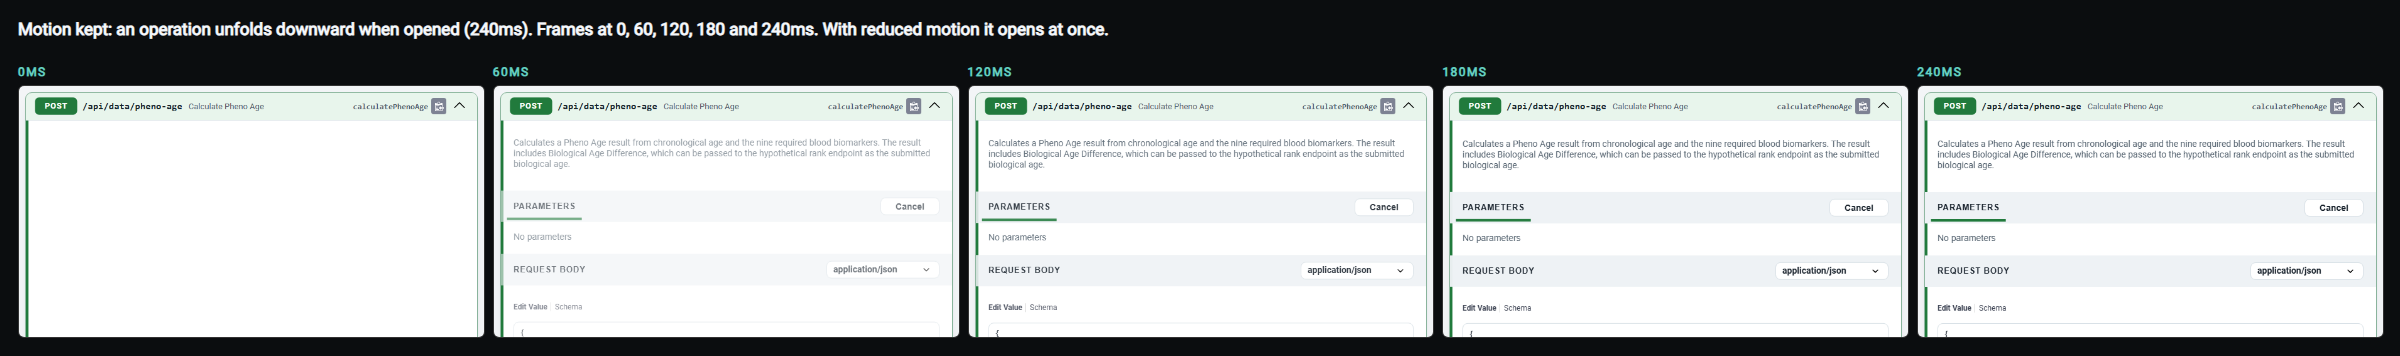 Motion kept: an operation unfolds downward when opened (240ms). Frames at 0, 60, 120, 180 and 240ms. With reduced motion it opens at once.
0MS
POST /api/data/pheno-age Calculate Pheno Age calculatePhenoAge
60MS
POST /api/data/pheno-age Calculate Pheno Age calculatePhenoAge
Calculates a Pheno Age result from chronological age and the nine required blood biomarkers. The result
includes Biological Age Difference, which can be passed to the hypothetical rank endpoint as the submitted
biological age.
PARAMETERS Cancel
No parameters
REQUEST BODY application/json
Edit Value Schema
{
120MS
POST /api/data/pheno-age Calculate Pheno Age calculatePhenoAge
Calculates a Pheno Age result from chronological age and the nine required blood biomarkers. The result
includes Biological Age Difference, which can be passed to the hypothetical rank endpoint as the submitted
biological age.
PARAMETERS Cancel
No parameters
REQUEST BODY application/json
Edit Value Schema
{
180MS
POST /api/data/pheno-age Calculate Pheno Age calculatePhenoAge
Calculates a Pheno Age result from chronological age and the nine required blood biomarkers. The result
includes Biological Age Difference, which can be passed to the hypothetical rank endpoint as the submitted
biological age.
PARAMETERS Cancel
No parameters
REQUEST BODY application/json
Edit Value Schema
{
240MS
POST /api/data/pheno-age Calculate Pheno Age calculatePhenoAge
Calculates a Pheno Age result from chronological age and the nine required blood biomarkers. The result
includes Biological Age Difference, which can be passed to the hypothetical rank endpoint as the submitted
biological age.
PARAMETERS Cancel
No parameters
REQUEST BODY application/json
Edit Value Schema
{